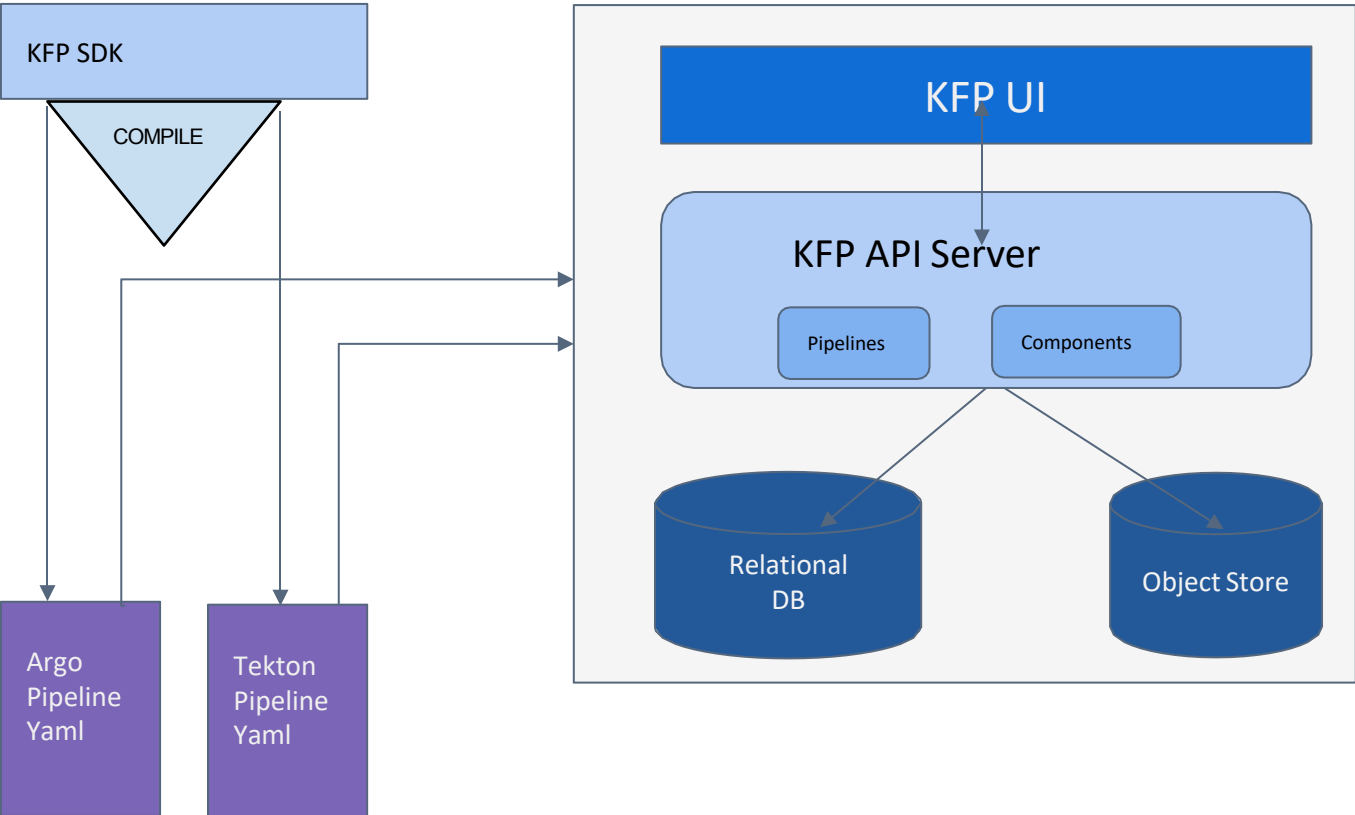 KFP SDK
COMPILE
KFP UI
KFP API Server
Pipelines
Components
Relational
DB
Object Store
Argo
Pipeline
Yaml
Tekton
Pipeline
Yaml